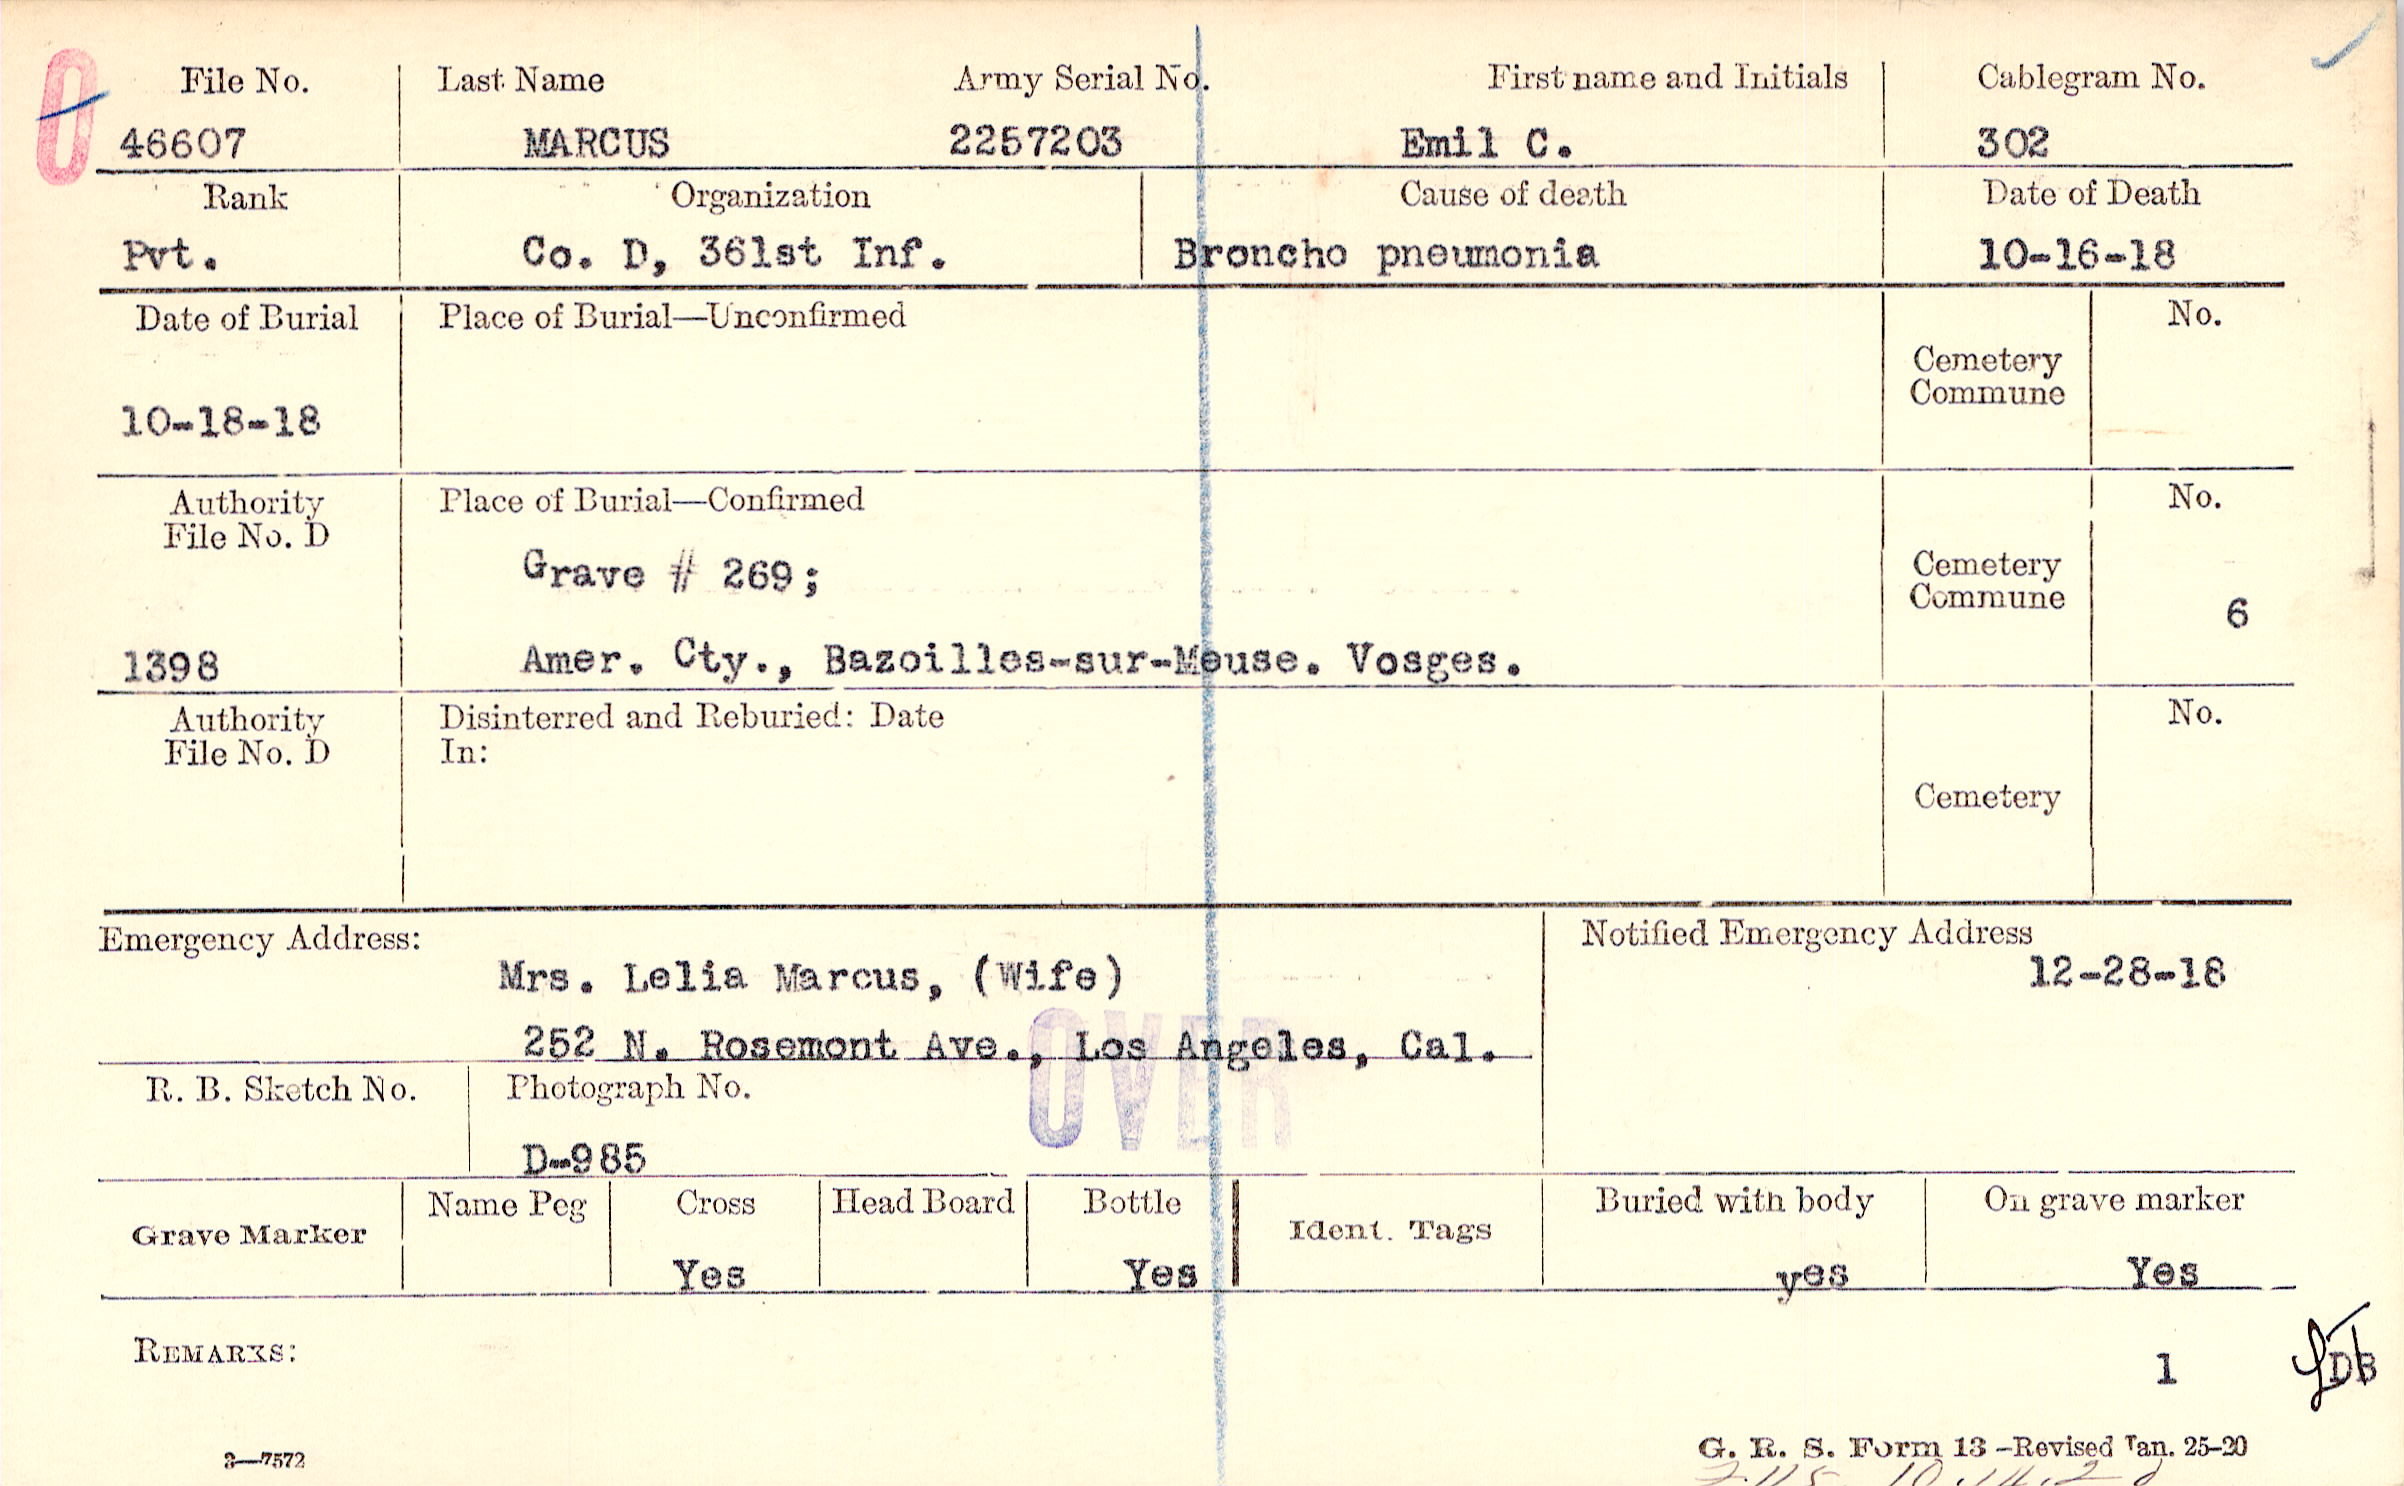 O
File No. Last Name Army Serial No. First name and Initials Cablegram No.
46607 MARCUS 2257203 Emil C. 302
Rank Organization Cause of death Date of Death
Pvt. Co. D, 361st Inf. Broncho pneumonia 10-16-18
Date of Burial Place of Burial—Unconfirmed No.
Cemetery
Commune
10-18-18
Authority Place of Burial—Confirmed No.
File No. D
Grave # 269; Cemetery
Commune 6
1398 Amer. Cty., Bazoilles-sur-Meuse. Vosges.
Authority Disinterred and Reburied: Date No.
File No. D In:
Cemetery
Emergency Address: Notified Emergency Address
Mrs. Lelia Marcus, (Wife) 12-28-18
252 N. Rosemont Ave., Los Angeles, Cal.
OVER
R. B. Sketch No. Photograph No.
D-985
Grave Marker Name Peg Cross Head Board Bottle Ident. Tags Buried with body On grave marker
Yes Yes yes Yes
REMARKS:
1 DB
3—7572 G. R. S. Form 13 -Revised Jan. 25-20